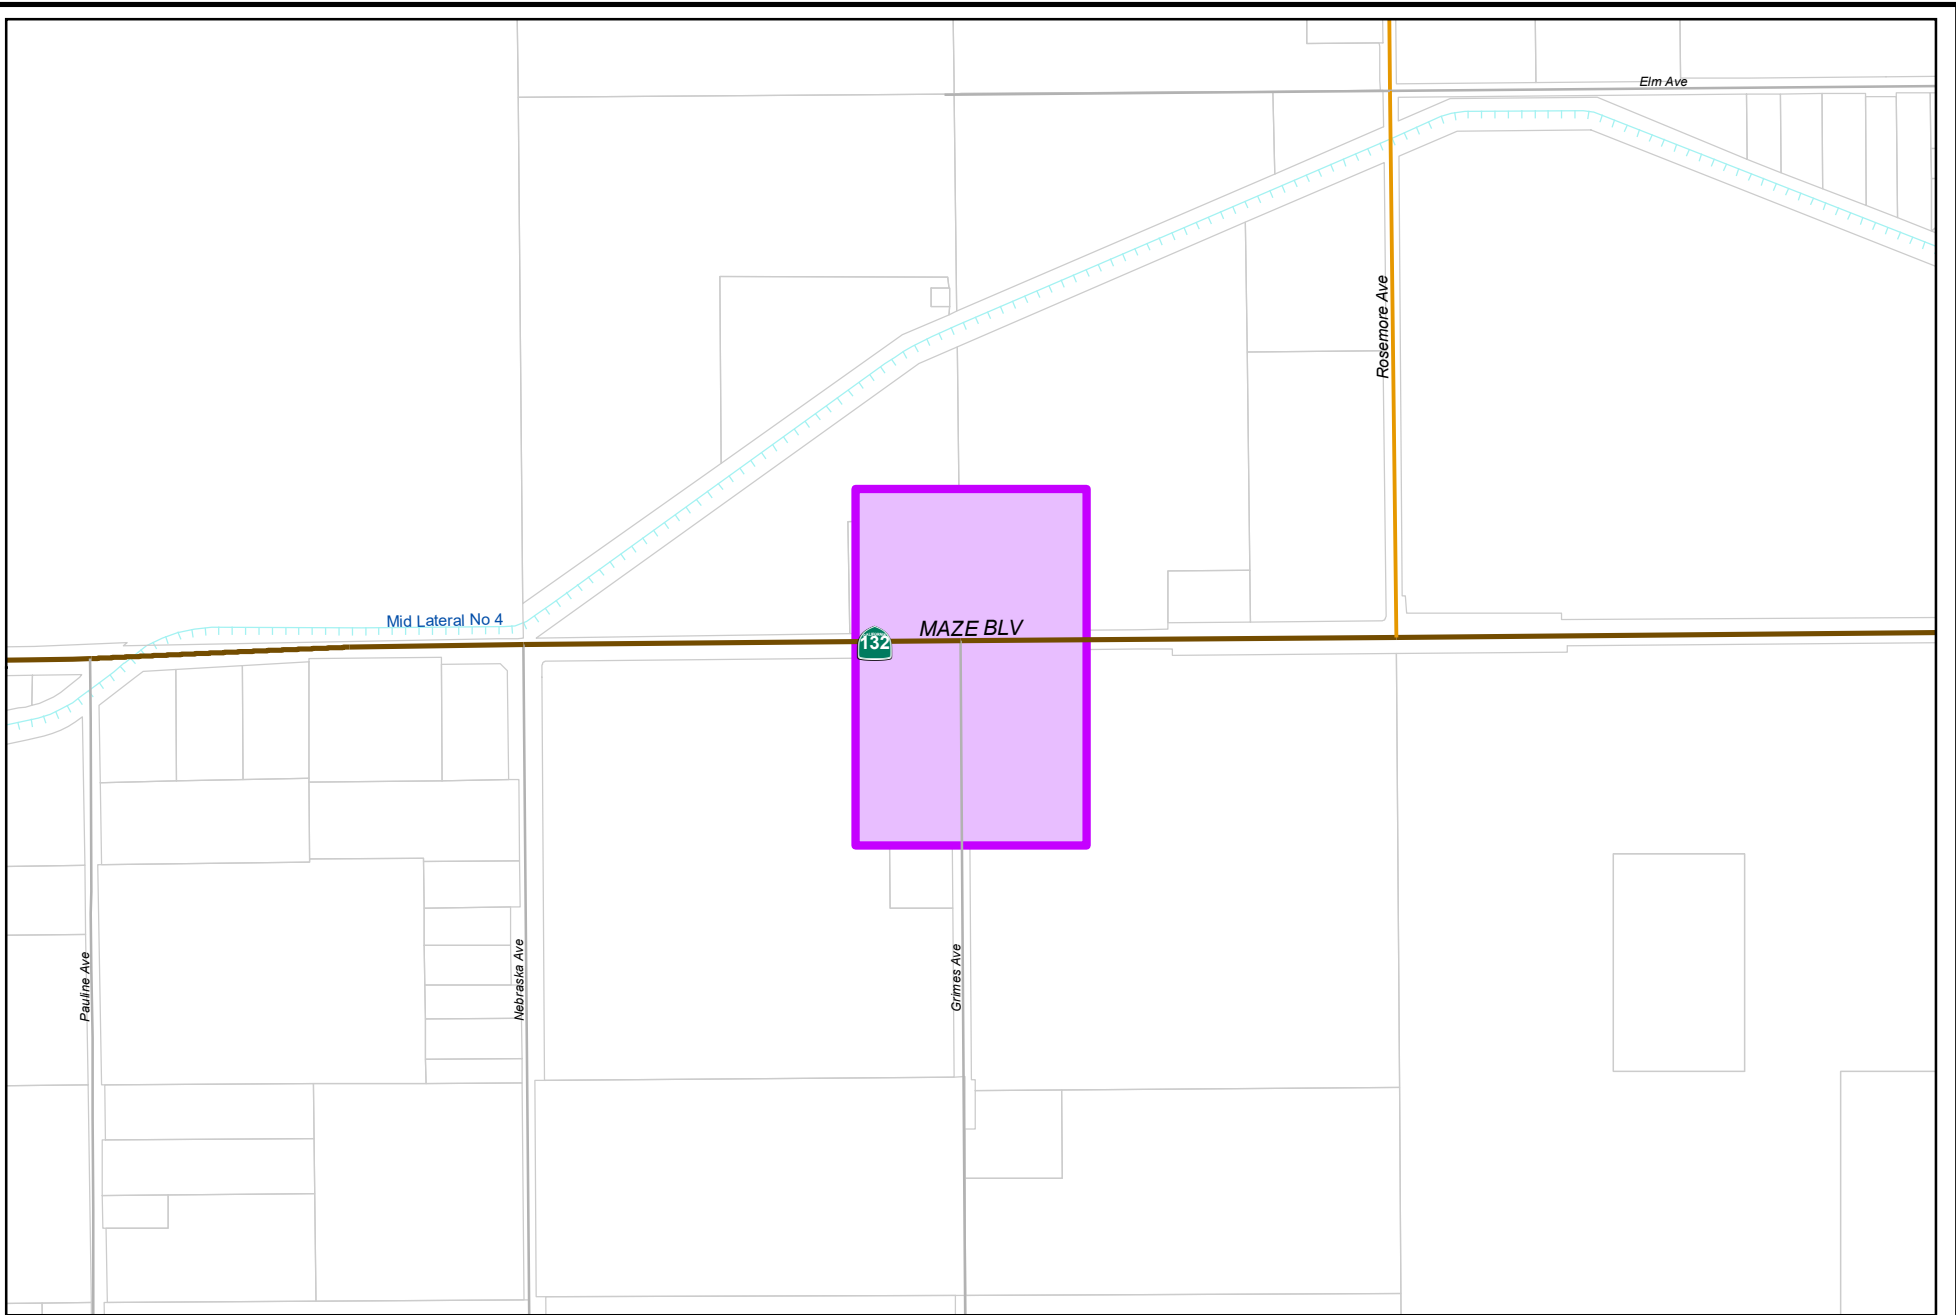 Elm Ave
Rosemore Ave
Mid Lateral No 4
MAZE BLV
132
Pauline Ave
Nebraska Ave
Grimes Ave